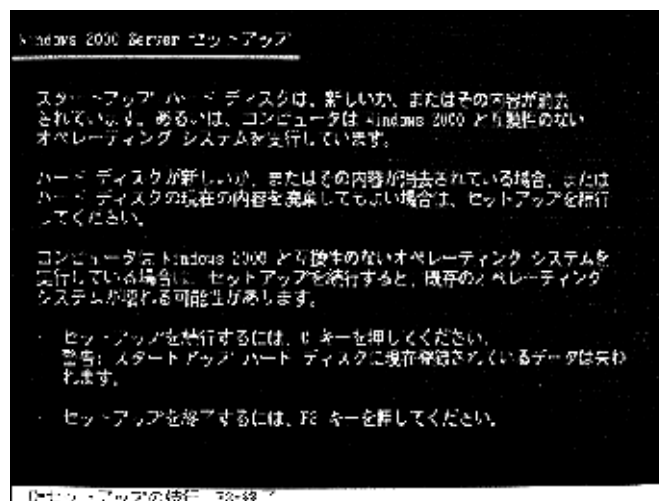 Windows 2000 Server セットアップ
スタートアップ ハード ディスクは、新しいか、またはその内容が消去
されています。あるいは、コンピュータは Windows 2000 と互換性のない
オペレーティング システムを実行しています。
ハード ディスクが新しいか、またはその内容が消去されている場合、または
ハード ディスクの現在の内容を廃棄してもよい場合は、セットアップを続行
してください。
コンピュータは Windows 2000 と互換性のないオペレーティング システムを
実行している場合に、セットアップを続行すると、既存のオペレーティング
システムが壊れる可能性があります。
・ セットアップを続行するには、C キーを押してください。
警告: スタートアップ ハード ディスクに現在登録されているデータは失わ
れます。
・ セットアップを終了するには、F3 キーを押してください。
C=セットアップの続行 F3=終了